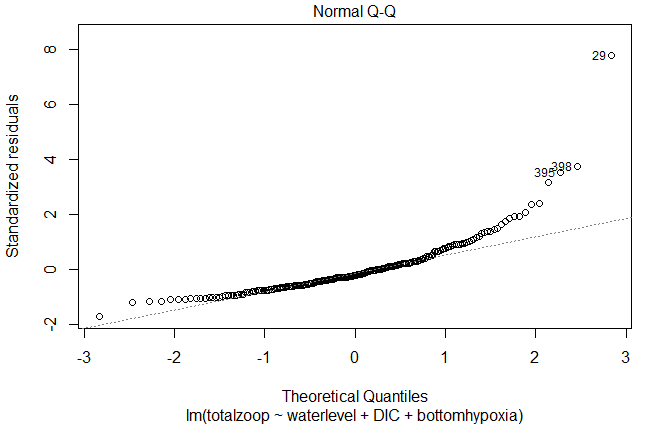 Normal Q-Q
Standardized residuals
8
6
4
2
0
-2
29
398
395
-3 -2 -1 0 1 2 3
Theoretical Quantiles
lm(totalzoop ~ waterlevel + DIC + bottomhypoxia)